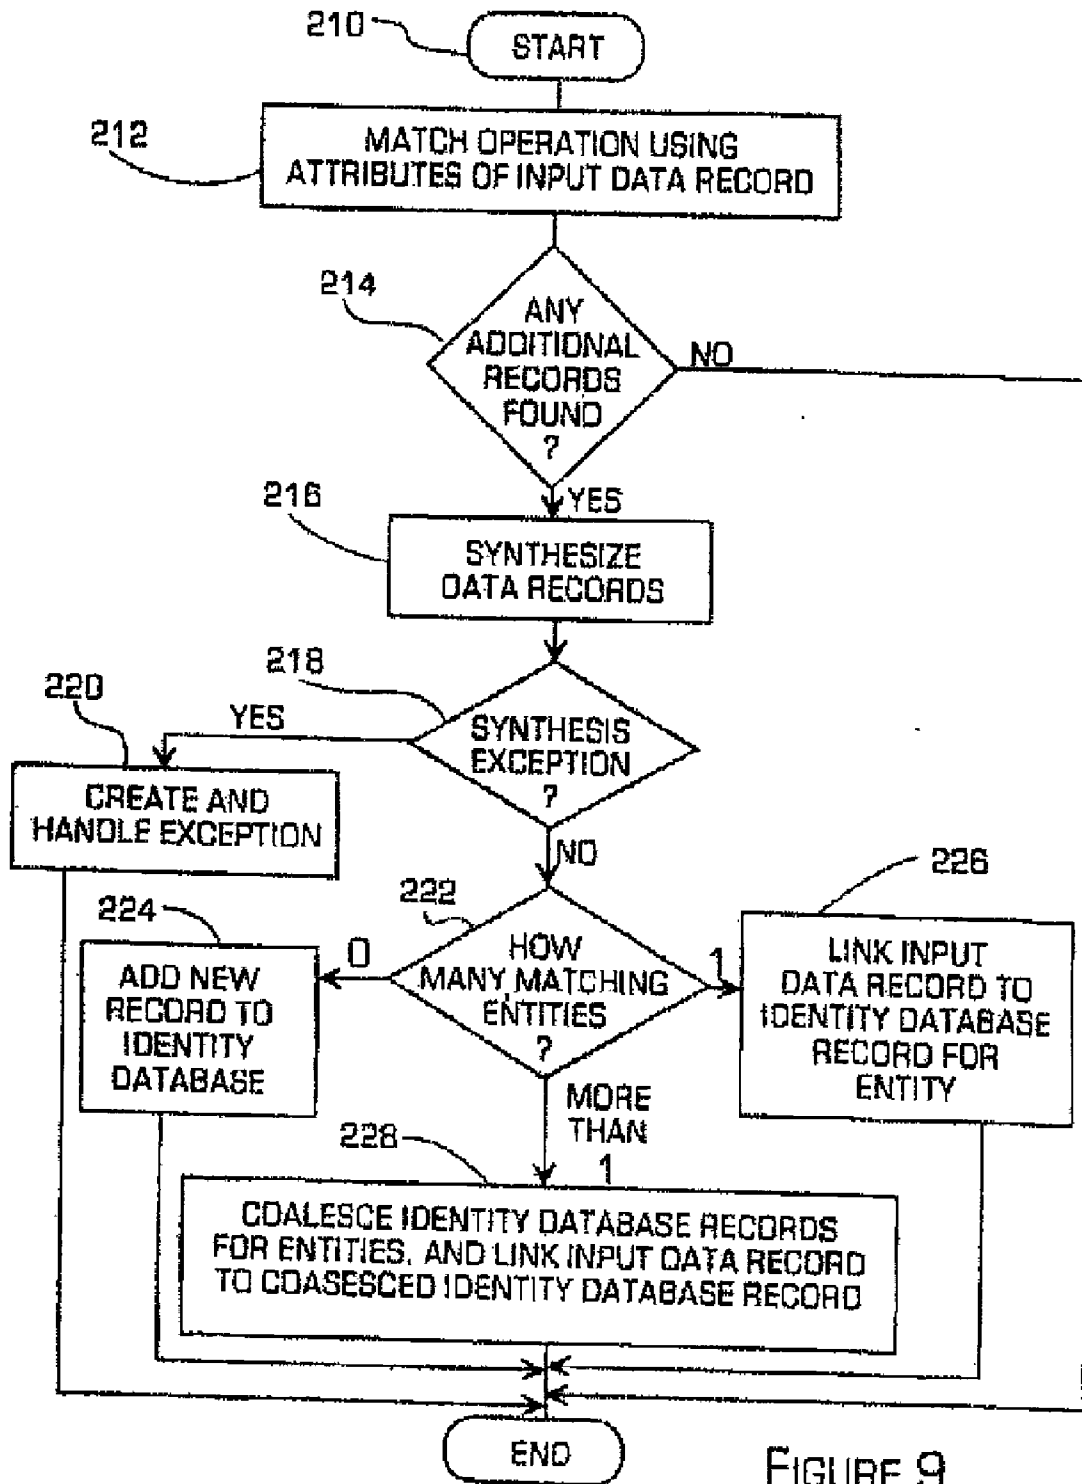 210
START
212
MATCH OPERATION USING
ATTRIBUTES OF INPUT DATA RECORD
214
ANY
ADDITIONAL
RECORDS
FOUND
?
NO
YES
216
SYNTHESIZE
DATA RECORDS
218
SYNTHESIS
EXCEPTION
?
YES
220
CREATE AND
HANDLE EXCEPTION
NO
222
HOW
MANY MATCHING
ENTITIES
?
0
224
ADD NEW
RECORD TO
IDENTITY
DATABASE
1
226
LINK INPUT
DATA RECORD TO
IDENTITY DATABASE
RECORD FOR
ENTITY
MORE
THAN
1
228
COALESCE IDENTITY DATABASE RECORDS
FOR ENTITIES, AND LINK INPUT DATA RECORD
TO COASESCED IDENTITY DATABASE RECORD
END
FIGURE 9